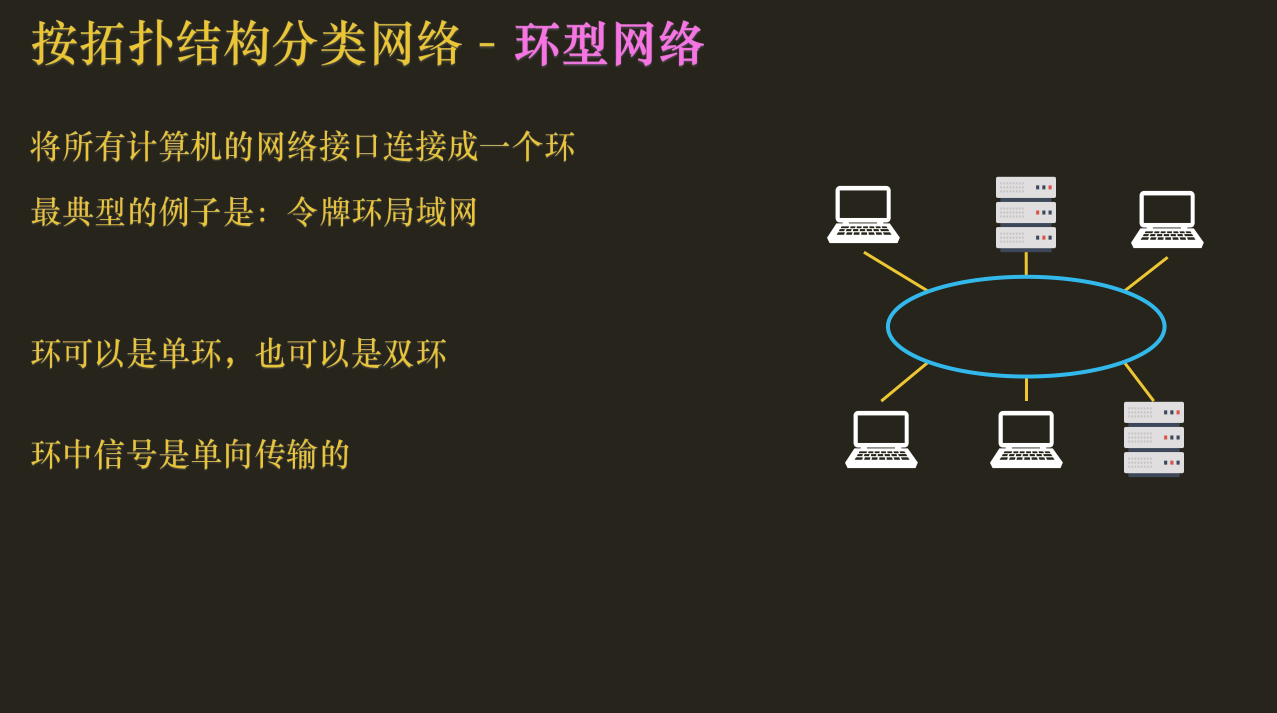 按拓扑结构分类网络 - 环型网络
将所有计算机的网络接口连接成一个环
最典型的例子是：令牌环局域网
环可以是单环，也可以是双环
环中信号是单向传输的